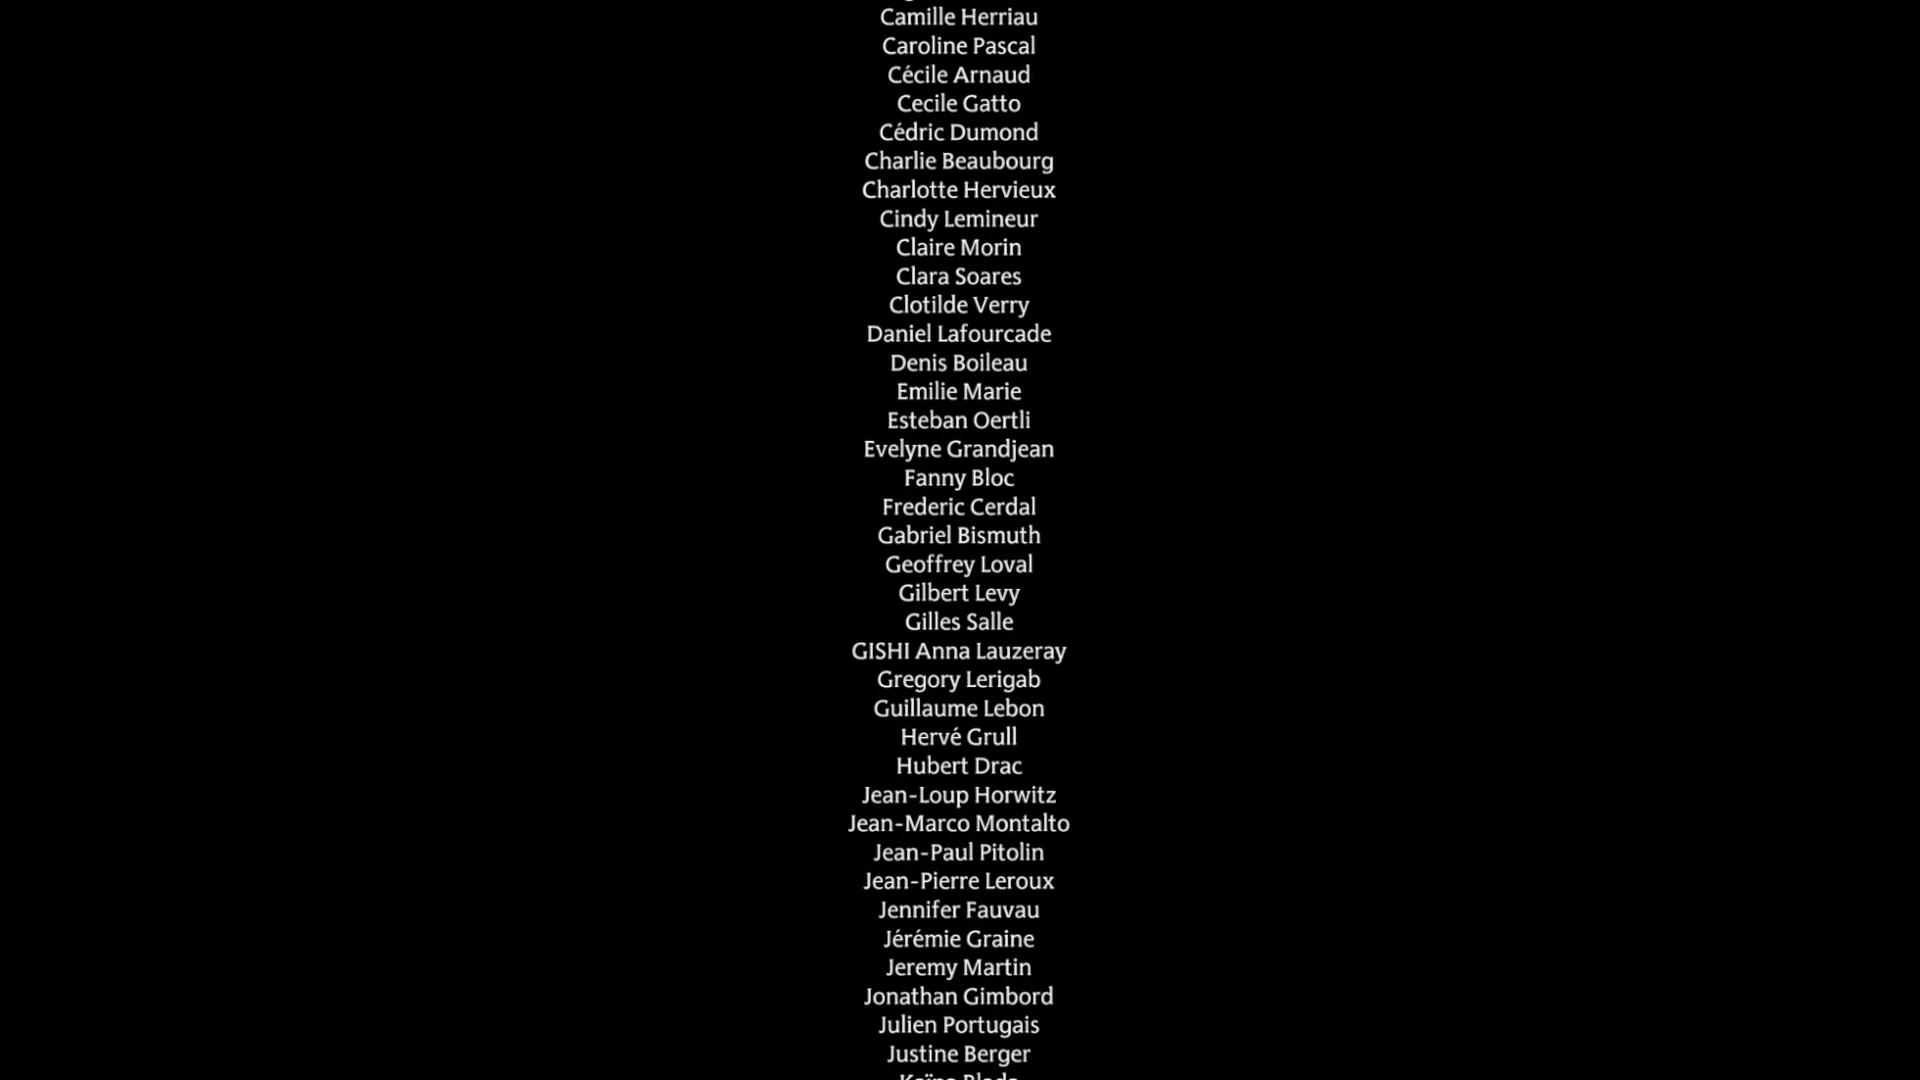 Camille Herriau
Caroline Pascal
Cécile Arnaud
Cecile Gatto
Cédric Dumond
Charlie Beaubourg
Charlotte Hervieux
Cindy Lemineur
Claire Morin
Clara Soares
Clotilde Verry
Daniel Lafourcade
Denis Boileau
Emilie Marie
Esteban Oertli
Evelyne Grandjean
Fanny Bloc
Frederic Cerdal
Gabriel Bismuth
Geoffrey Loval
Gilbert Levy
Gilles Salle
GISHI Anna Lauzeray
Gregory Lerigab
Guillaume Lebon
Hervé Grull
Hubert Drac
Jean-Loup Horwitz
Jean-Marco Montalto
Jean-Paul Pitolin
Jean-Pierre Leroux
Jennifer Fauvau
Jérémie Graine
Jeremy Martin
Jonathan Gimbord
Julien Portugais
Justine Berger